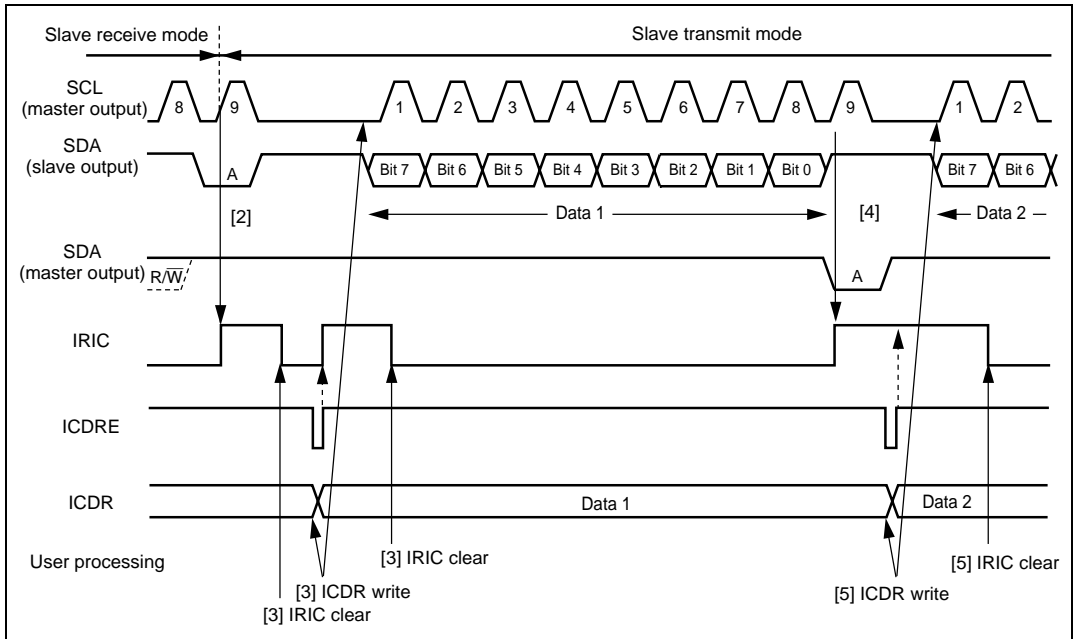 Slave receive mode
Slave transmit mode
SCL
(master output)
8 9 1 2 3 4 5 6 7 8 9 1 2
SDA
(slave output)
A Bit 7 Bit 6 Bit 5 Bit 4 Bit 3 Bit 2 Bit 1 Bit 0 Bit 7 Bit 6
[2] Data 1 [4] Data 2
SDA
(master output)
R/W̅ A
IRIC
ICDRE
ICDR Data 1 Data 2
User processing
[3] IRIC clear
[5] IRIC clear
[3] ICDR write
[5] ICDR write
[3] IRIC clear